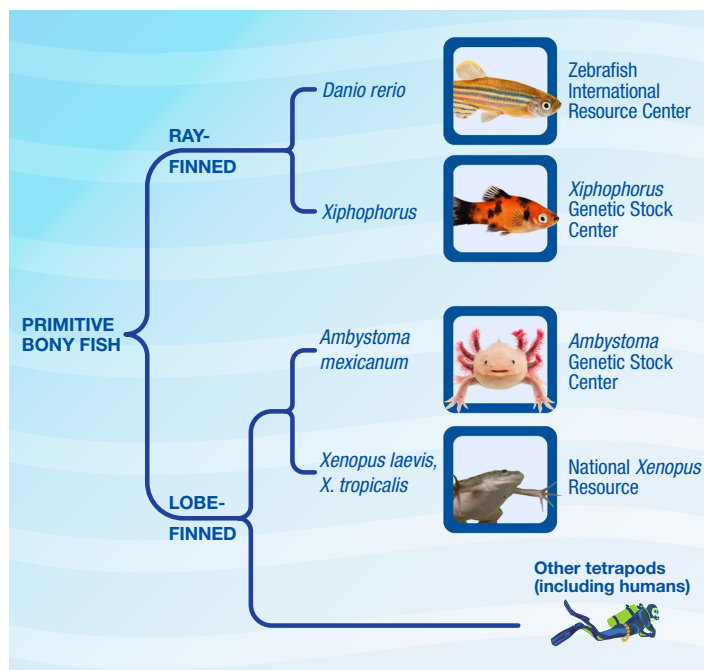 Danio rerio
Zebrafish
International
Resource Center
RAY-
FINNED
Xiphophorus
Xiphophorus
Genetic Stock
Center
PRIMITIVE
BONY FISH
Ambystoma
mexicanum
Ambystoma
Genetic Stock
Center
Xenopus laevis,
X. tropicalis
National Xenopus
Resource
LOBE-
FINNED
Other tetrapods
(including humans)